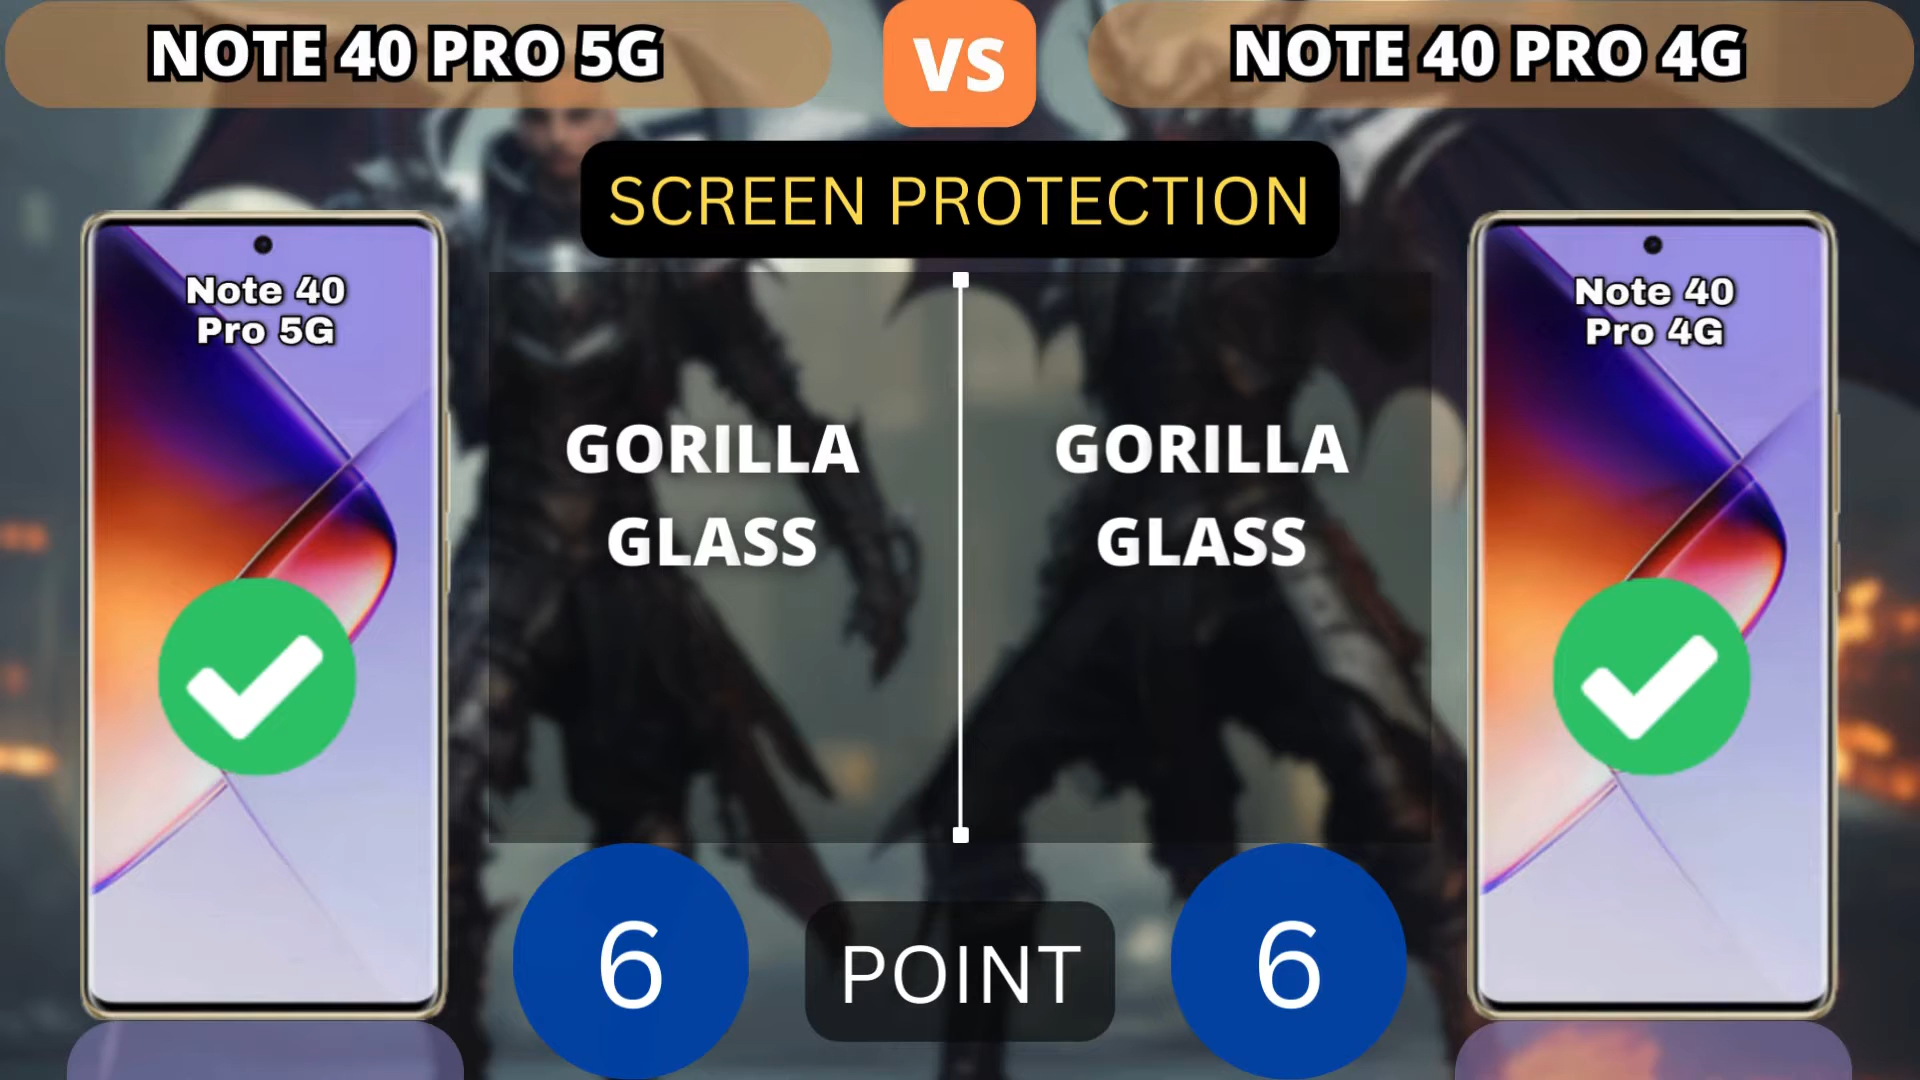 NOTE 40 PRO 5G
VS
NOTE 40 PRO 4G
SCREEN PROTECTION
Note 40
Pro 5G
GORILLA
GLASS
GORILLA
GLASS
Note 40
Pro 4G
6
POINT
6